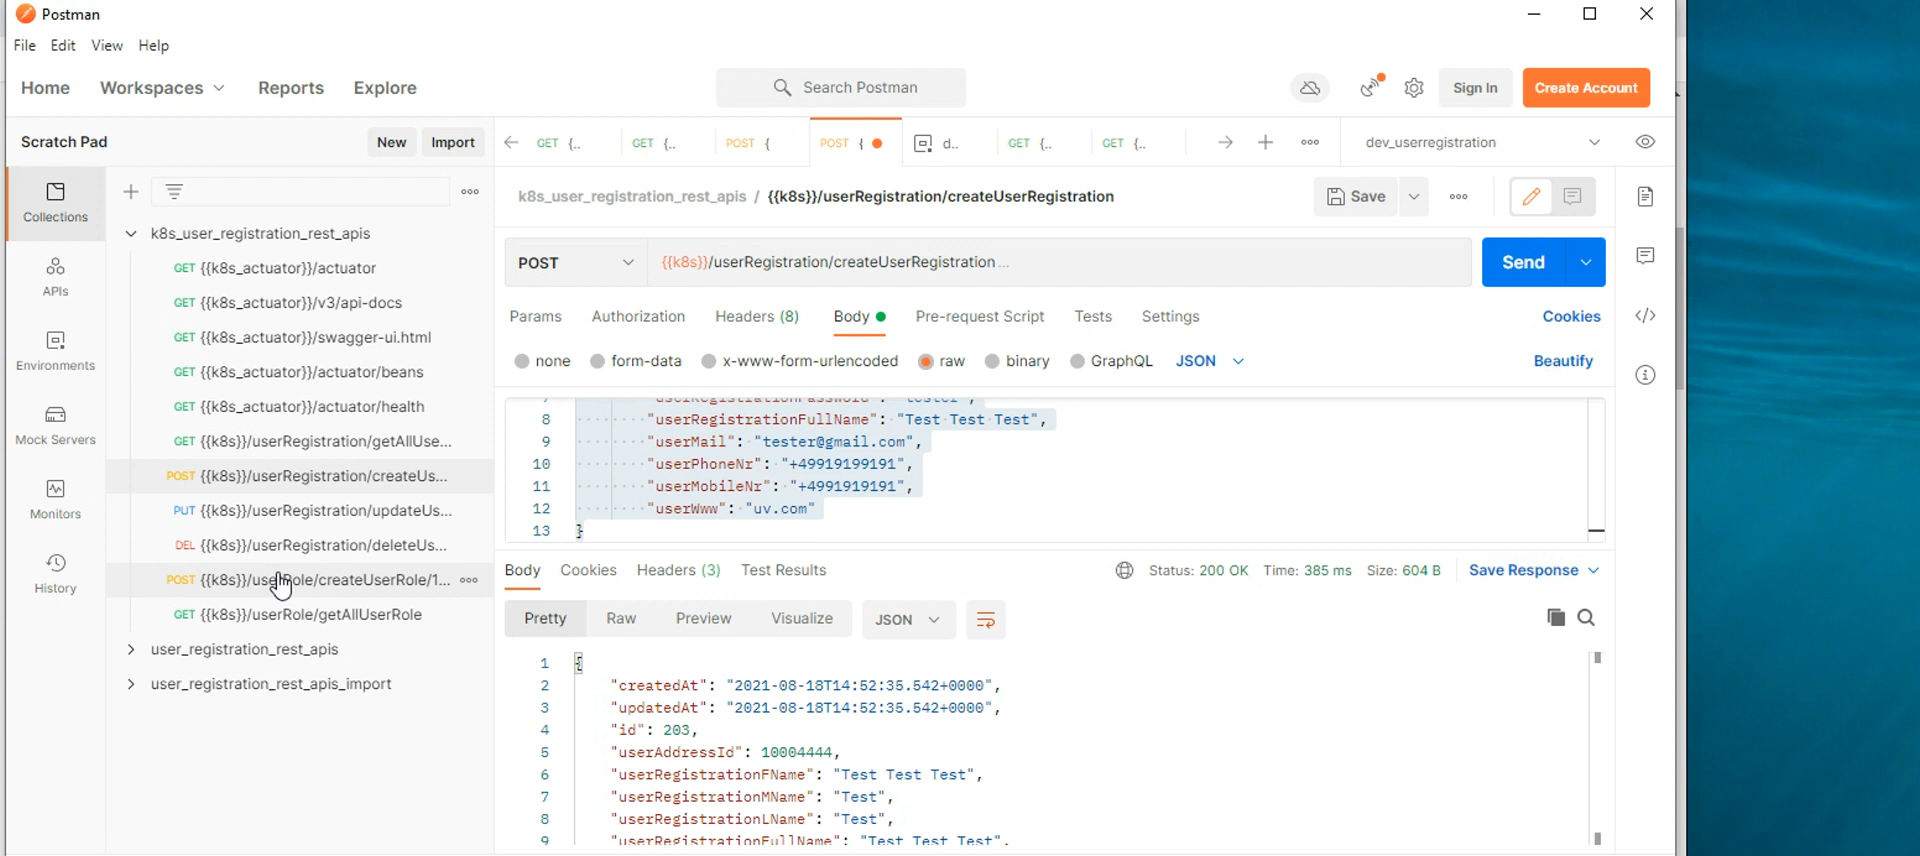 Postman
File Edit View Help
Home Workspaces Reports Explore Search Postman Sign In Create Account
Scratch Pad New Import
GET {.. GET {.. POST { POST { d.. GET {.. GET {.. dev_userregistration
Collections
APIs
Environments
Mock Servers
Monitors
History
k8s_user_registration_rest_apis
GET {{k8s_actuator}}/actuator
GET {{k8s_actuator}}/v3/api-docs
GET {{k8s_actuator}}/swagger-ui.html
GET {{k8s_actuator}}/actuator/beans
GET {{k8s_actuator}}/actuator/health
GET {{k8s}}/userRegistration/getAllUse...
POST {{k8s}}/userRegistration/createUs...
PUT {{k8s}}/userRegistration/updateUs...
DEL {{k8s}}/userRegistration/deleteUs...
POST {{k8s}}/userRole/createUserRole/1...
GET {{k8s}}/userRole/getAllUserRole
user_registration_rest_apis
user_registration_rest_apis_import
k8s_user_registration_rest_apis / {{k8s}}/userRegistration/createUserRegistration Save
POST {{k8s}}/userRegistration/createUserRegistration ... Send
Params Authorization Headers (8) Body Pre-request Script Tests Settings Cookies
none form-data x-www-form-urlencoded raw binary GraphQL JSON Beautify
8 "userRegistrationFullName": "Test Test Test",
9 "userMail": "tester@gmail.com",
10 "userPhoneNr": "+49919199191",
11 "userMobileNr": "+4991919191",
12 "userWww": "uv.com"
13 }
Body Cookies Headers (3) Test Results Status: 200 OK Time: 385 ms Size: 604 B Save Response
Pretty Raw Preview Visualize JSON
1 {
2 "createdAt": "2021-08-18T14:52:35.542+0000",
3 "updatedAt": "2021-08-18T14:52:35.542+0000",
4 "id": 203,
5 "userAddressId": 10004444,
6 "userRegistrationFName": "Test Test Test",
7 "userRegistrationMName": "Test",
8 "userRegistrationLName": "Test",
9 "userRegistrationFullName": "Test Test Test",